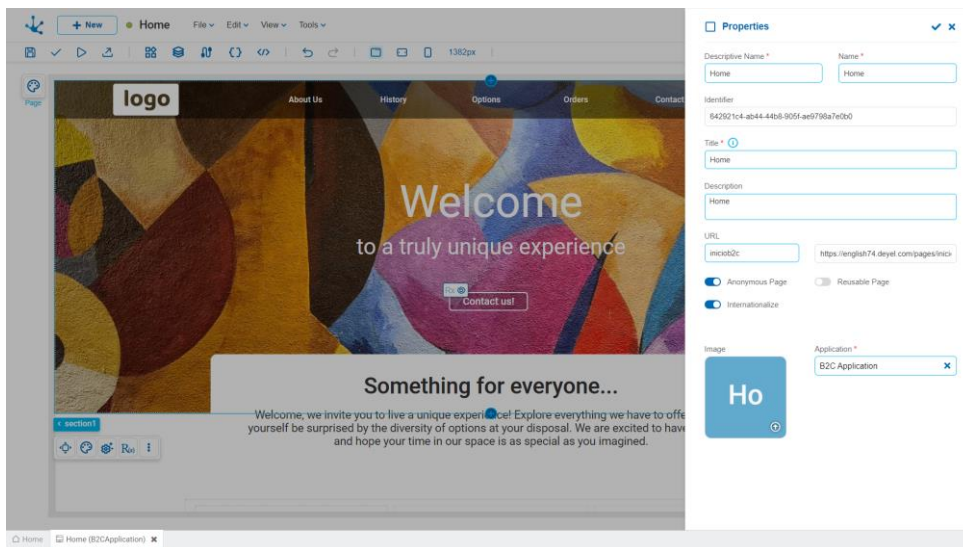 + New
Home
File
Edit
View
Tools
1382px
Page
logo
About Us
History
Options
Orders
Contact
Welcome
to a truly unique experience
Rx
Contact us!
Something for everyone...
Welcome, we invite you to live a unique experience! Explore everything we have to offe
yourself be surprised by the diversity of options at your disposal. We are excited to have
and hope your time in our space is as special as you imagined.
section1
R(x)
Properties
Descriptive Name *
Name *
Home
Home
Identifier
642921c4-ab44-44b8-905f-ae9798a7e0b0
Title *
Home
Description
Home
URL
iniciob2c
https://english74.deyel.com/pages/inici
Anonymous Page
Reusable Page
Internationalize
Image
Application *
B2C Application
Ho
Home
Home (B2CApplication)